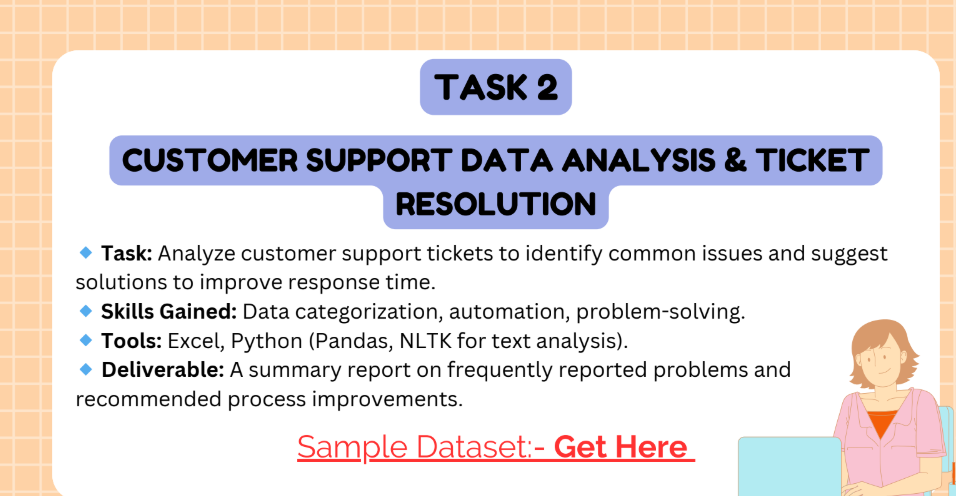 TASK 2
CUSTOMER SUPPORT DATA ANALYSIS & TICKET
RESOLUTION
🔹 Task: Analyze customer support tickets to identify common issues and suggest
solutions to improve response time.
🔹 Skills Gained: Data categorization, automation, problem-solving.
🔹 Tools: Excel, Python (Pandas, NLTK for text analysis).
🔹 Deliverable: A summary report on frequently reported problems and
recommended process improvements.
Sample Dataset:- Get Here